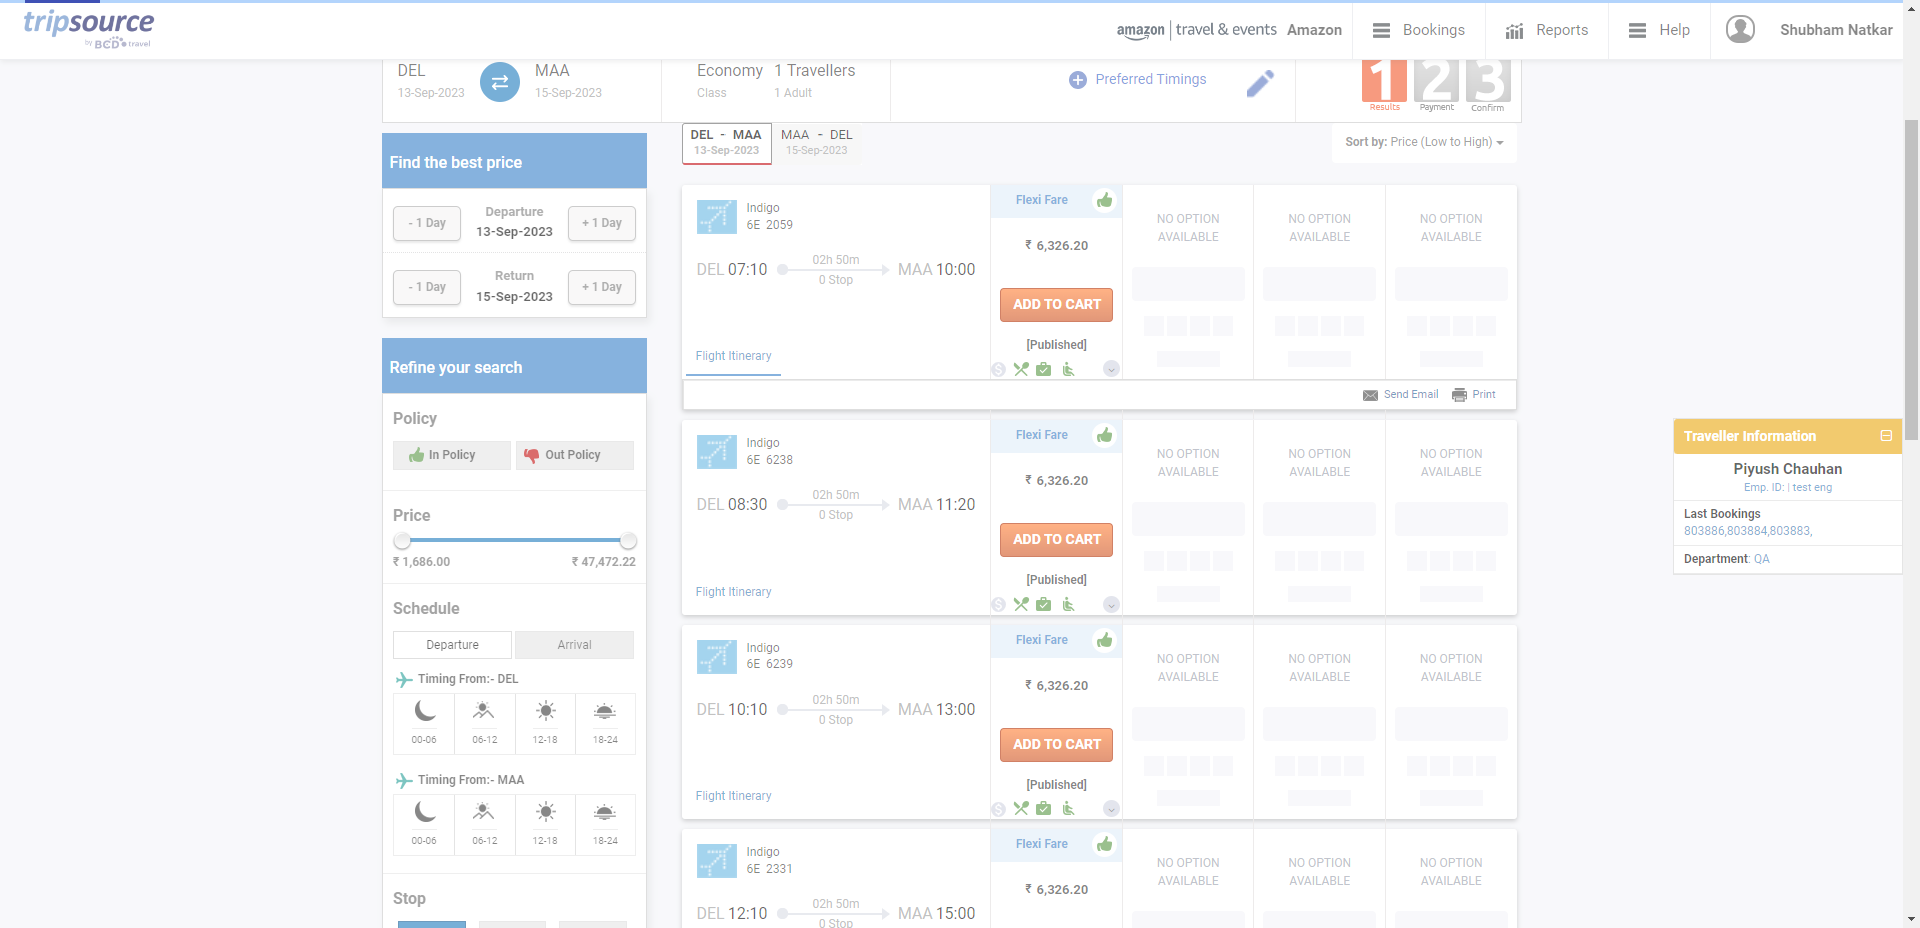 tripsource
by BCD travel
amazon | travel & events Amazon
Bookings
Reports
Help
Shubham Natkar
DEL
13-Sep-2023
MAA
15-Sep-2023
Economy
Class
1 Travellers
1 Adult
Preferred Timings
1 2 3
Results Payment Confirm
DEL - MAA
13-Sep-2023
MAA - DEL
15-Sep-2023
Sort by: Price (Low to High)
Find the best price
- 1 Day
Departure
13-Sep-2023
+ 1 Day
- 1 Day
Return
15-Sep-2023
+ 1 Day
Refine your search
Policy
In Policy
Out Policy
Price
₹ 1,686.00
₹ 47,472.22
Schedule
Departure
Arrival
Timing From:- DEL
00-06 06-12 12-18 18-24
Timing From:- MAA
00-06 06-12 12-18 18-24
Stop
Indigo
6E 2059
DEL 07:10
02h 50m
0 Stop
MAA 10:00
Flight Itinerary
Flexi Fare
₹ 6,326.20
ADD TO CART
[Published]
NO OPTION
AVAILABLE
NO OPTION
AVAILABLE
NO OPTION
AVAILABLE
Send Email
Print
Indigo
6E 6238
DEL 08:30
02h 50m
0 Stop
MAA 11:20
Flight Itinerary
Flexi Fare
₹ 6,326.20
ADD TO CART
[Published]
NO OPTION
AVAILABLE
NO OPTION
AVAILABLE
NO OPTION
AVAILABLE
Indigo
6E 6239
DEL 10:10
02h 50m
0 Stop
MAA 13:00
Flight Itinerary
Flexi Fare
₹ 6,326.20
ADD TO CART
[Published]
NO OPTION
AVAILABLE
NO OPTION
AVAILABLE
NO OPTION
AVAILABLE
Indigo
6E 2331
DEL 12:10
02h 50m
0 Stop
MAA 15:00
Flexi Fare
₹ 6,326.20
NO OPTION
AVAILABLE
NO OPTION
AVAILABLE
NO OPTION
AVAILABLE
Traveller Information
Piyush Chauhan
Emp. ID: | test eng
Last Bookings
803886,803884,803883,
Department: QA